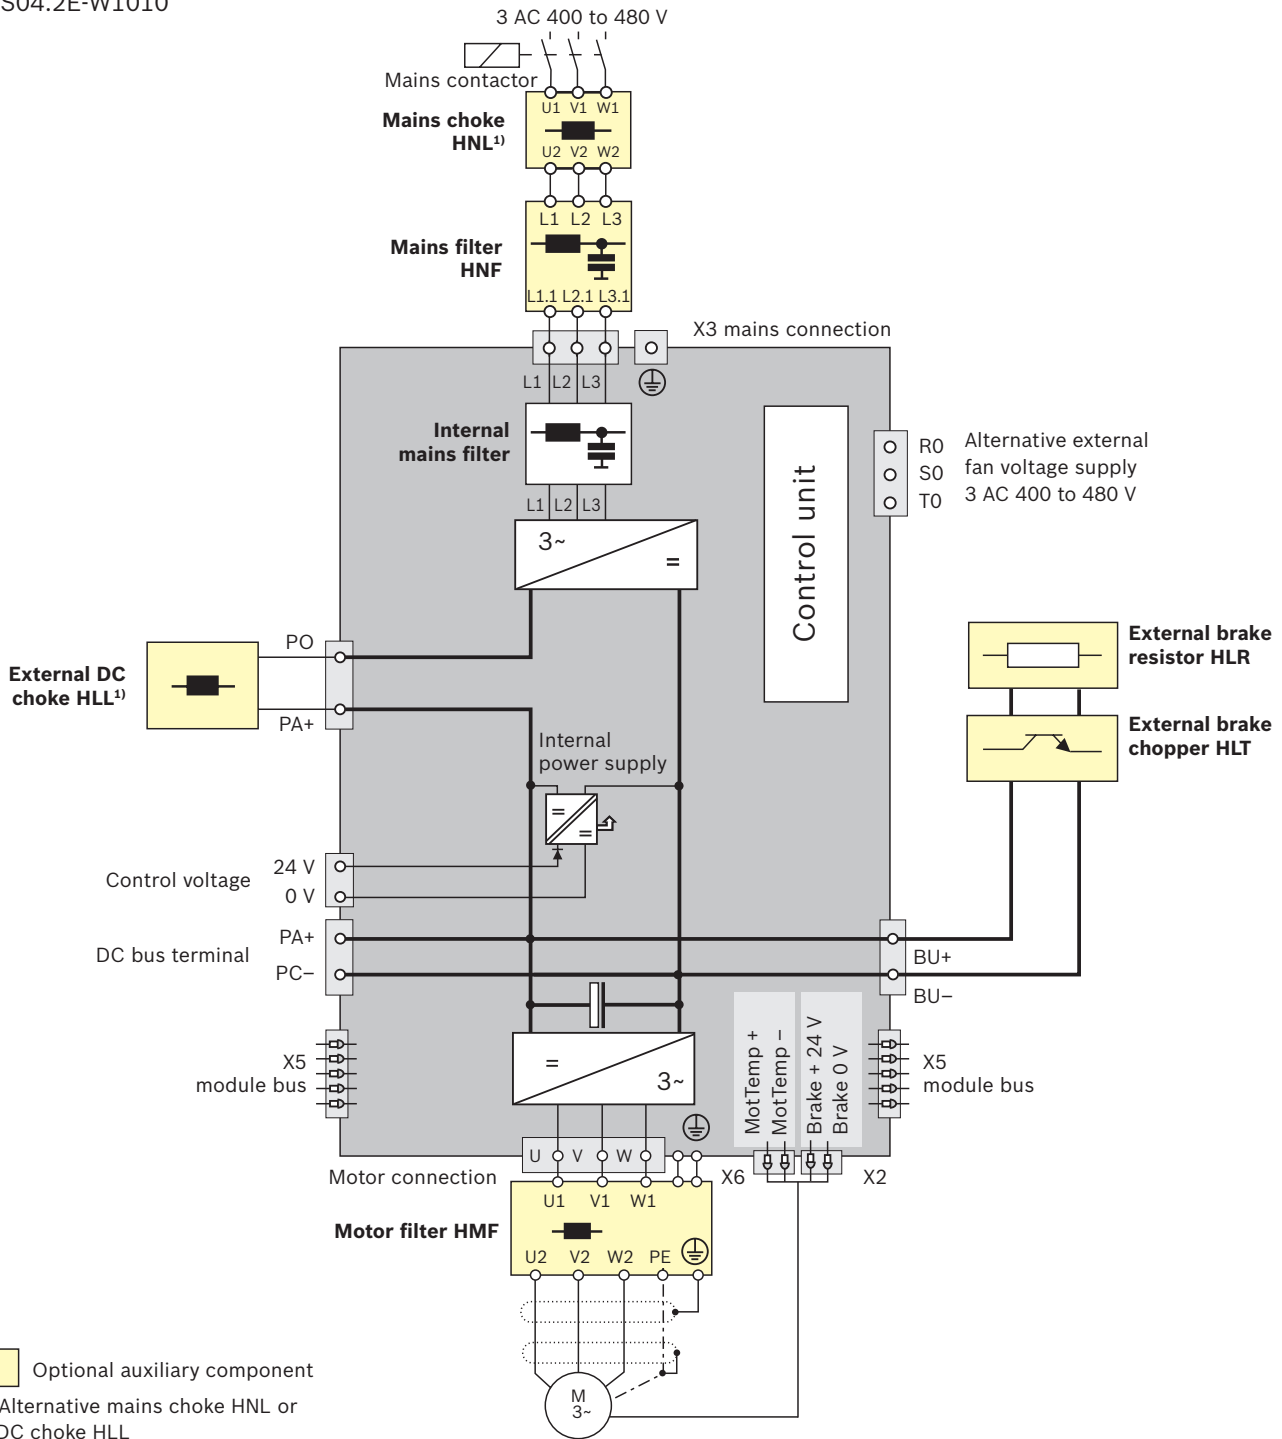 S04.2E-W1010
3 AC 400 to 480 V
Mains contactor
U1 V1 W1
Mains choke
HNL¹⁾
U2 V2 W2
L1 L2 L3
Mains filter
HNF
L1.1 L2.1 L3.1
X3 mains connection
L1 L2 L3
Internal
mains filter
L1 L2 L3
3~
=
Control unit
R0
S0
T0
Alternative external
fan voltage supply
3 AC 400 to 480 V
PO
External DC
choke HLL¹⁾
PA+
External brake
resistor HLR
External brake
chopper HLT
Internal
power supply
=
=
Control voltage
24 V
0 V
DC bus terminal
PA+
PC–
BU+
BU–
X5
module bus
=
3~
MotTemp +
MotTemp –
Brake + 24 V
Brake 0 V
X5
module bus
U V W
Motor connection
X6
X2
U1 V1 W1
Motor filter HMF
U2 V2 W2 PE
M
3~
Optional auxiliary component
Alternative mains choke HNL or
DC choke HLL